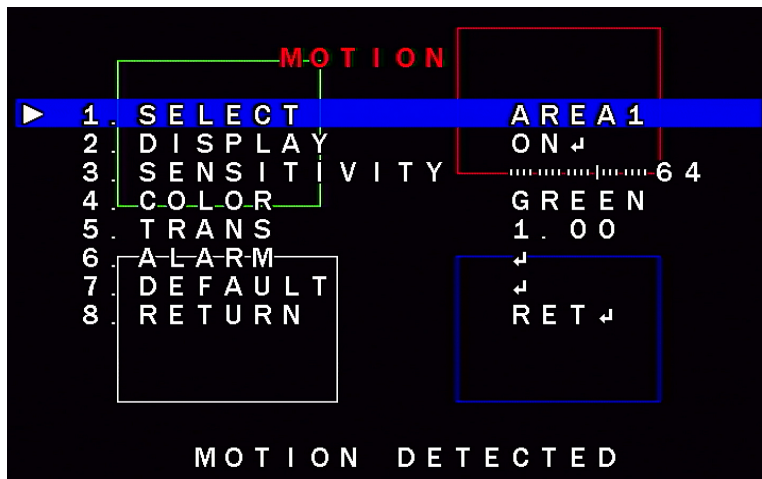 MOTION
1. SELECT AREA1
2. DISPLAY ON↲
3. SENSITIVITY 64
4. COLOR GREEN
5. TRANS 1.00
6. ALARM ↲
7. DEFAULT ↲
8. RETURN RET↲
MOTION DETECTED